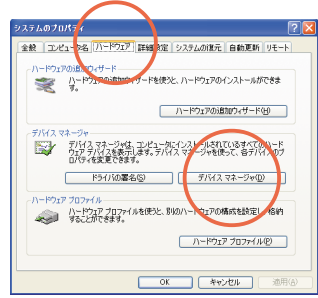 システムのプロパティ
全般 コンピュータ名 ハードウェア 詳細設定 システムの復元 自動更新 リモート
ハードウェアの追加ウィザード
ハードウェアの追加ウィザードを使うと、ハードウェアのインストールができます。
ハードウェアの追加ウィザード(H)
デバイス マネージャ
デバイス マネージャは、コンピュータにインストールされているすべてのハード
ウェア デバイスを表示します。デバイス マネージャを使って、各デバイスのプ
ロパティを変更できます。
ドライバの署名(S)
デバイス マネージャ(D)
ハードウェア プロファイル
ハードウェア プロファイルを使うと、別のハードウェアの構成を設定し、格納
することができます。
ハードウェア プロファイル(P)
OK キャンセル 適用(A)